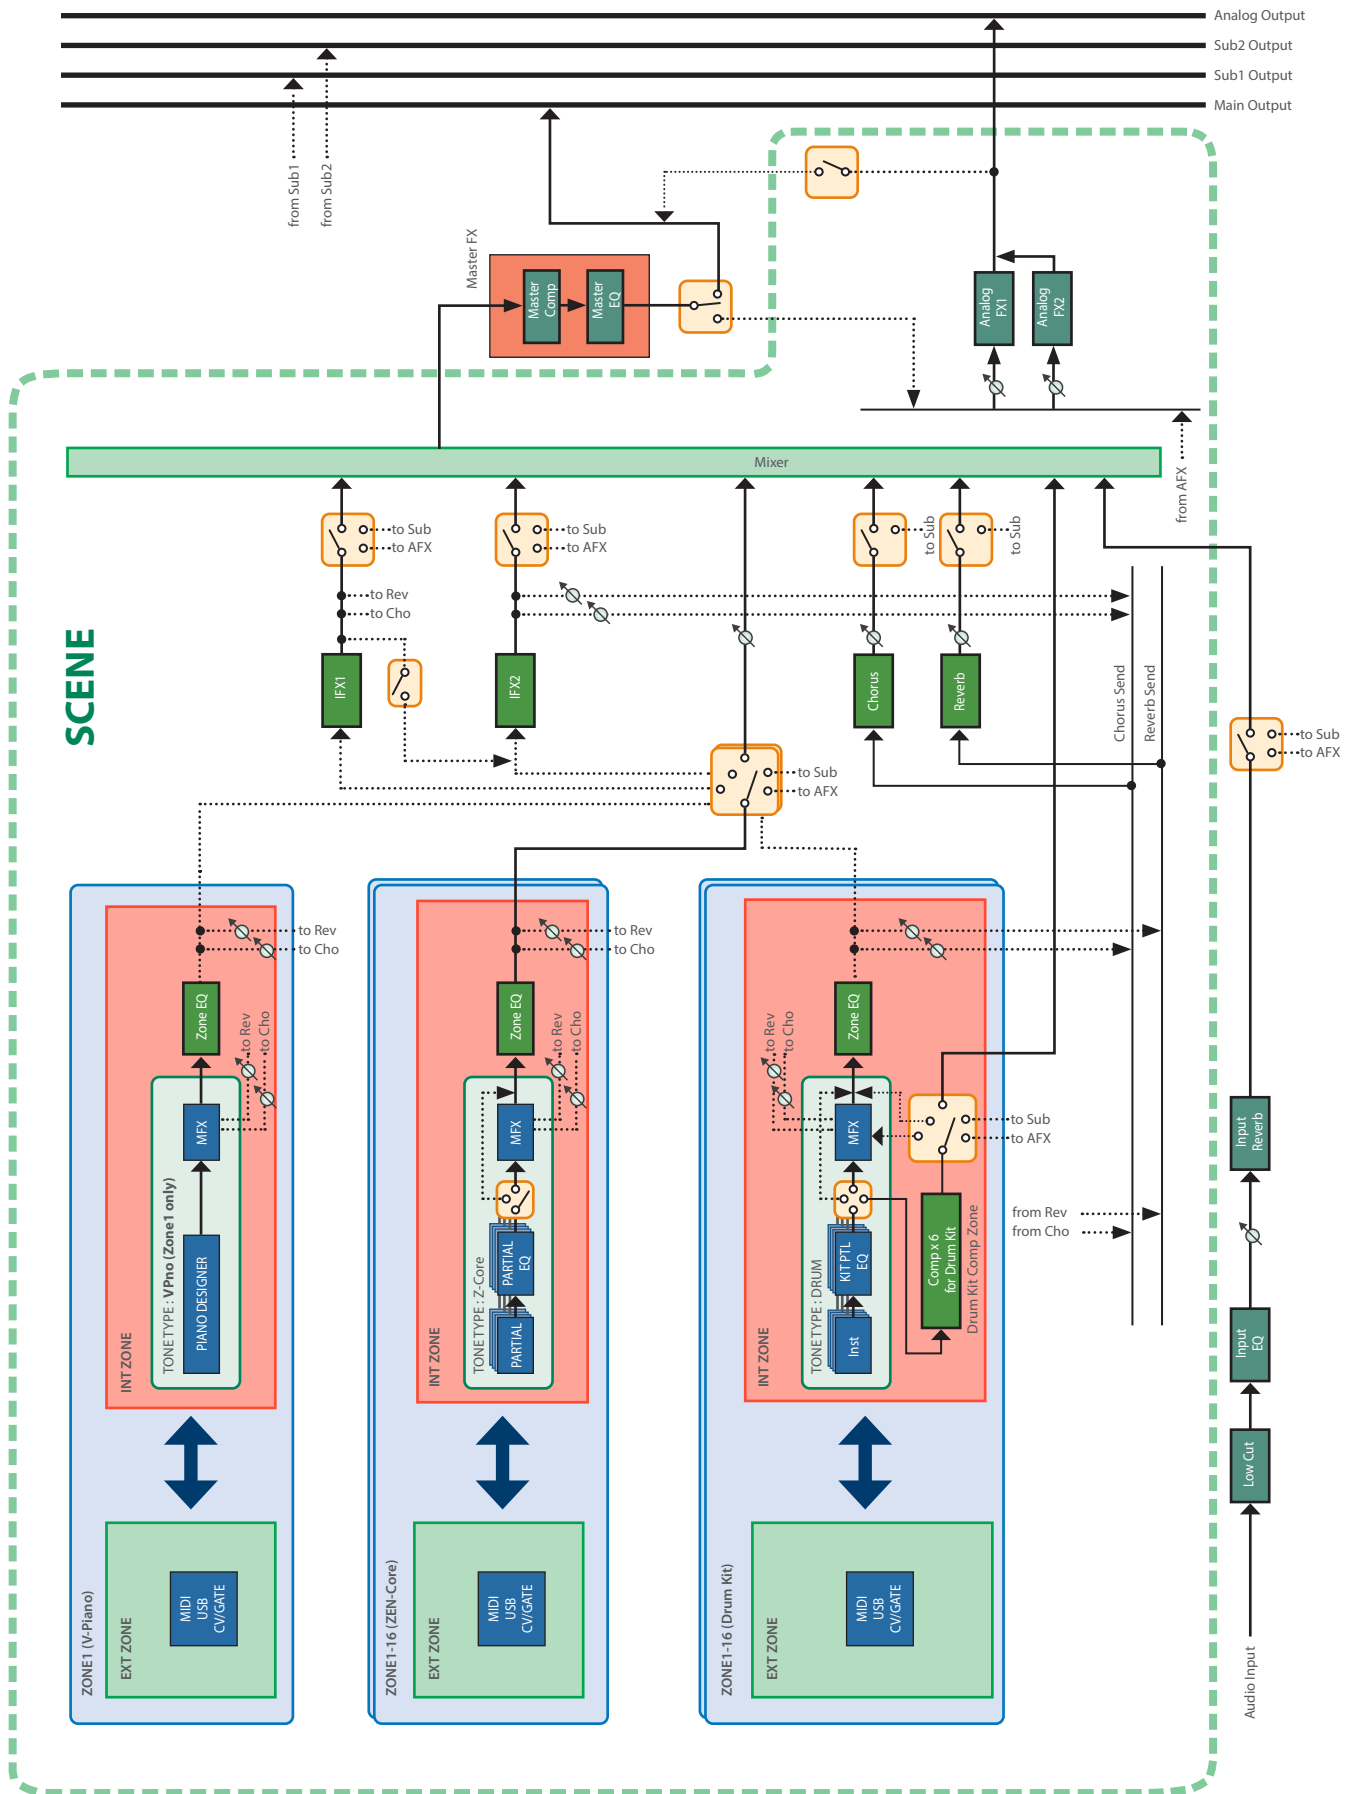 Analog Output
Sub2 Output
Sub1 Output
Main Output
from Sub1
from Sub2
Master FX
Master
Comp
Master
EQ
Analog
FX1
Analog
FX2
Mixer
from AFX
to Sub
to AFX
to Sub
to AFX
to Sub
to Sub
to Rev
to Cho
SCENE
IFX1
IFX2
Chorus
Reverb
Chorus Send
Reverb Send
to Sub
to AFX
to Sub
to AFX
to Rev
to Cho
to Rev
to Cho
Zone EQ
to Rev
to Cho
Zone EQ
to Rev
to Cho
to Rev
to Cho
Zone EQ
MFX
MFX
MFX
to Sub
to AFX
Input
Reverb
TONE TYPE : VPno (Zone1 only)
PIANO DESIGNER
INT ZONE
TONE TYPE : Z-Core
PARTIAL
EQ
PARTIAL
INT ZONE
TONE TYPE : DRUM
KIT PTL
EQ
Inst
INT ZONE
Comp x 6
for Drum Kit
Drum Kit Comp Zone
from Rev
from Cho
Input
EQ
Low Cut
Audio Input
ZONE1 (V-Piano)
EXT ZONE
MIDI
USB
CV/GATE
ZONE1-16 (ZEN-Core)
EXT ZONE
MIDI
USB
CV/GATE
ZONE1-16 (Drum Kit)
EXT ZONE
MIDI
USB
CV/GATE